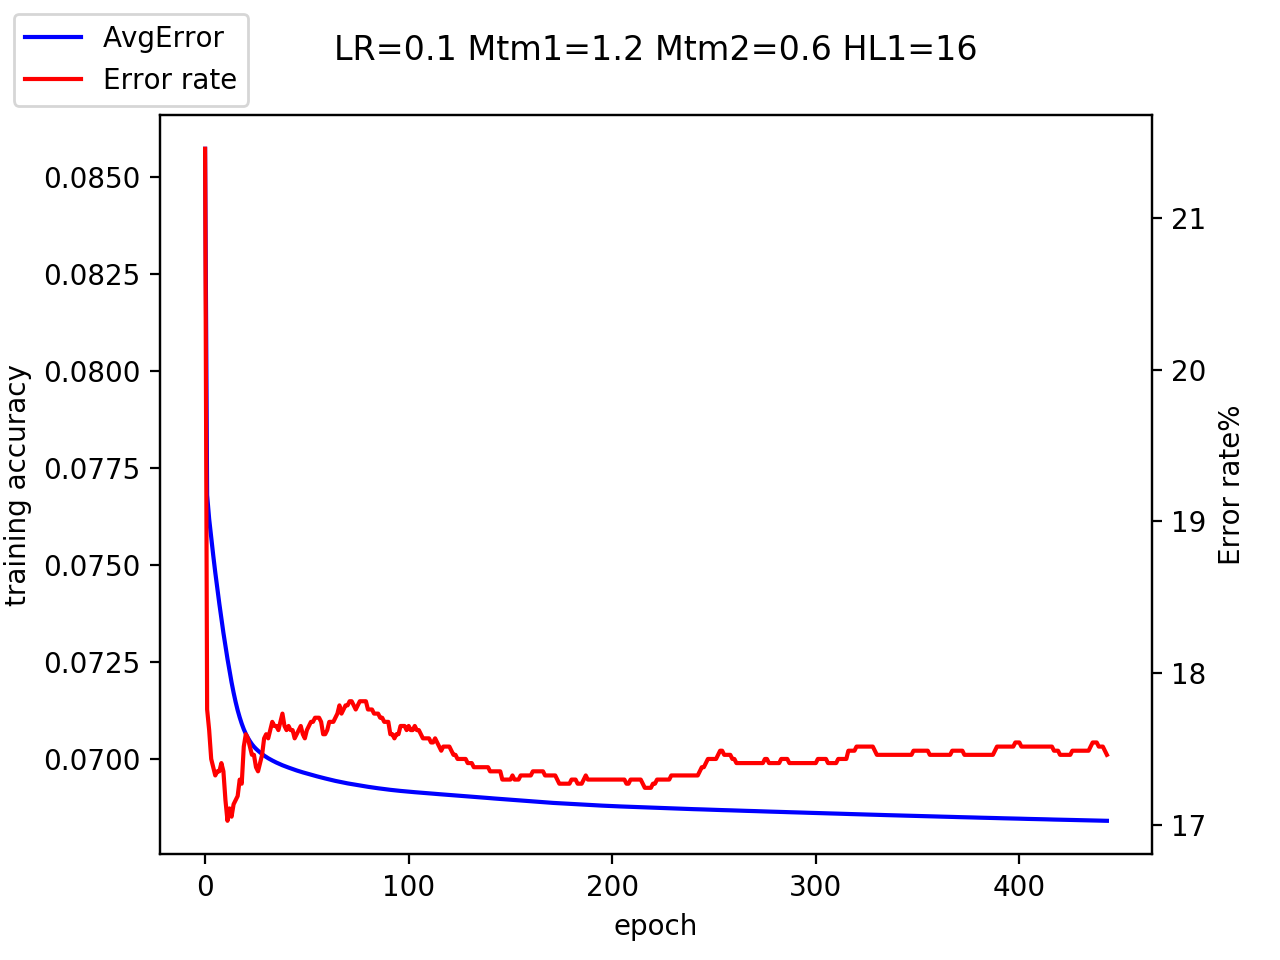 AvgError
Error rate
LR=0.1 Mtm1=1.2 Mtm2=0.6 HL1=16
training accuracy
0.0850
0.0825
0.0800
0.0775
0.0750
0.0725
0.0700
21
20
19
18
17
Error rate%
0 100 200 300 400
epoch